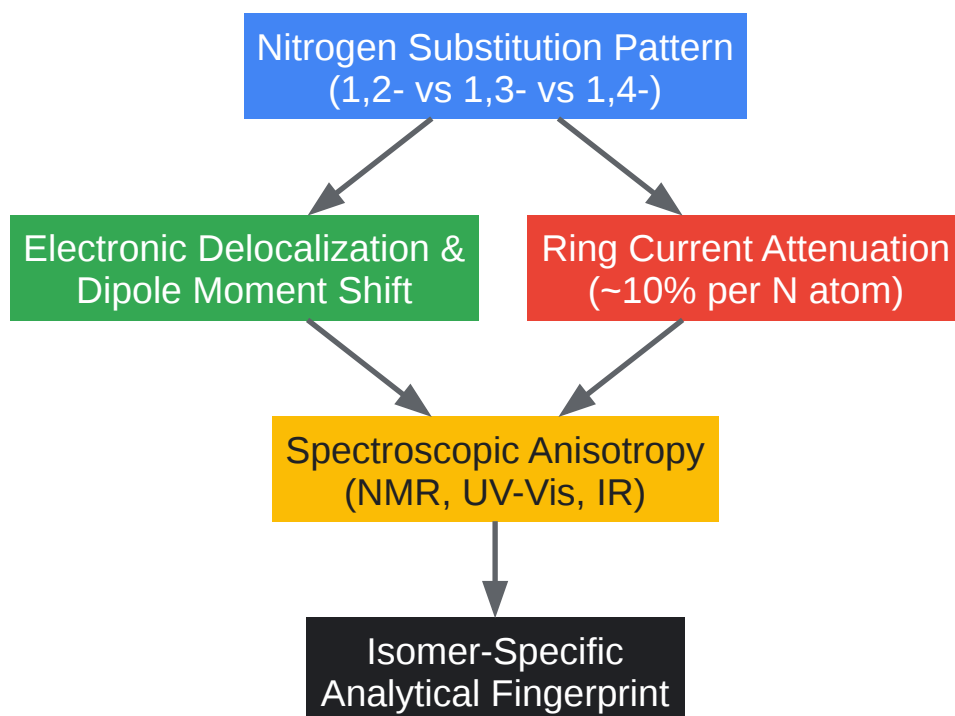 Nitrogen Substitution Pattern
(1,2- vs 1,3- vs 1,4-)
Electronic Delocalization &
Dipole Moment Shift
Ring Current Attenuation
(~10% per N atom)
Spectroscopic Anisotropy
(NMR, UV-Vis, IR)
Isomer-Specific
Analytical Fingerprint